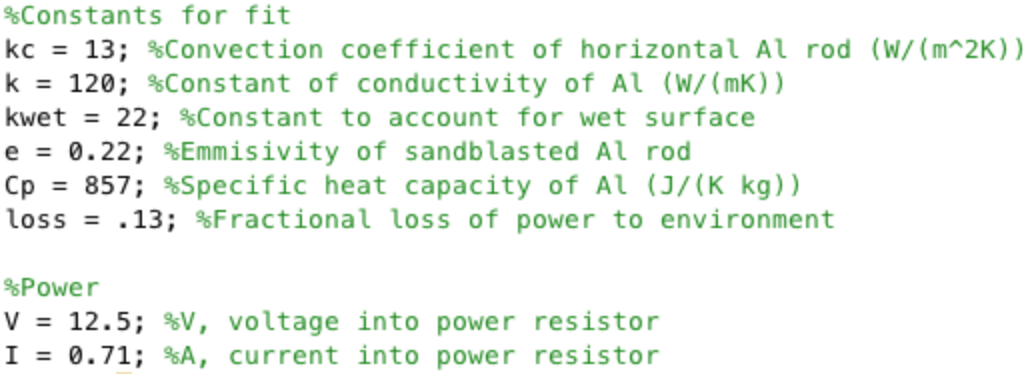 %Constants for fit
kc = 13; %Convection coefficient of horizontal Al rod (W/(m^2K))
k = 120; %Constant of conductivity of Al (W/(mK))
kwet = 22; %Constant to account for wet surface
e = 0.22; %Emmisivity of sandblasted Al rod
Cp = 857; %Specific heat capacity of Al (J/(K kg))
loss = .13; %Fractional loss of power to environment
%Power
V = 12.5; %V, voltage into power resistor
I = 0.71; %A, current into power resistor